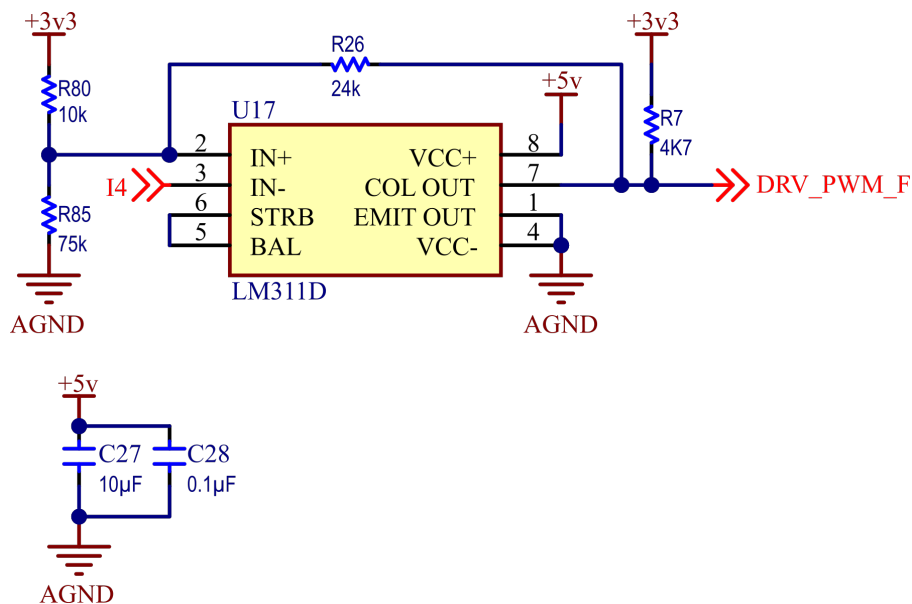 +3v3
R80
10k
R85
75k
AGND
I4
R26
24k
U17
2 IN+
3 IN-
6 STRB
5 BAL
VCC+ 8
COL OUT 7
EMIT OUT 1
VCC- 4
LM311D
+5v
AGND
+3v3
R7
4K7
DRV_PWM_F
+5v
C27
10µF
C28
0.1µF
AGND